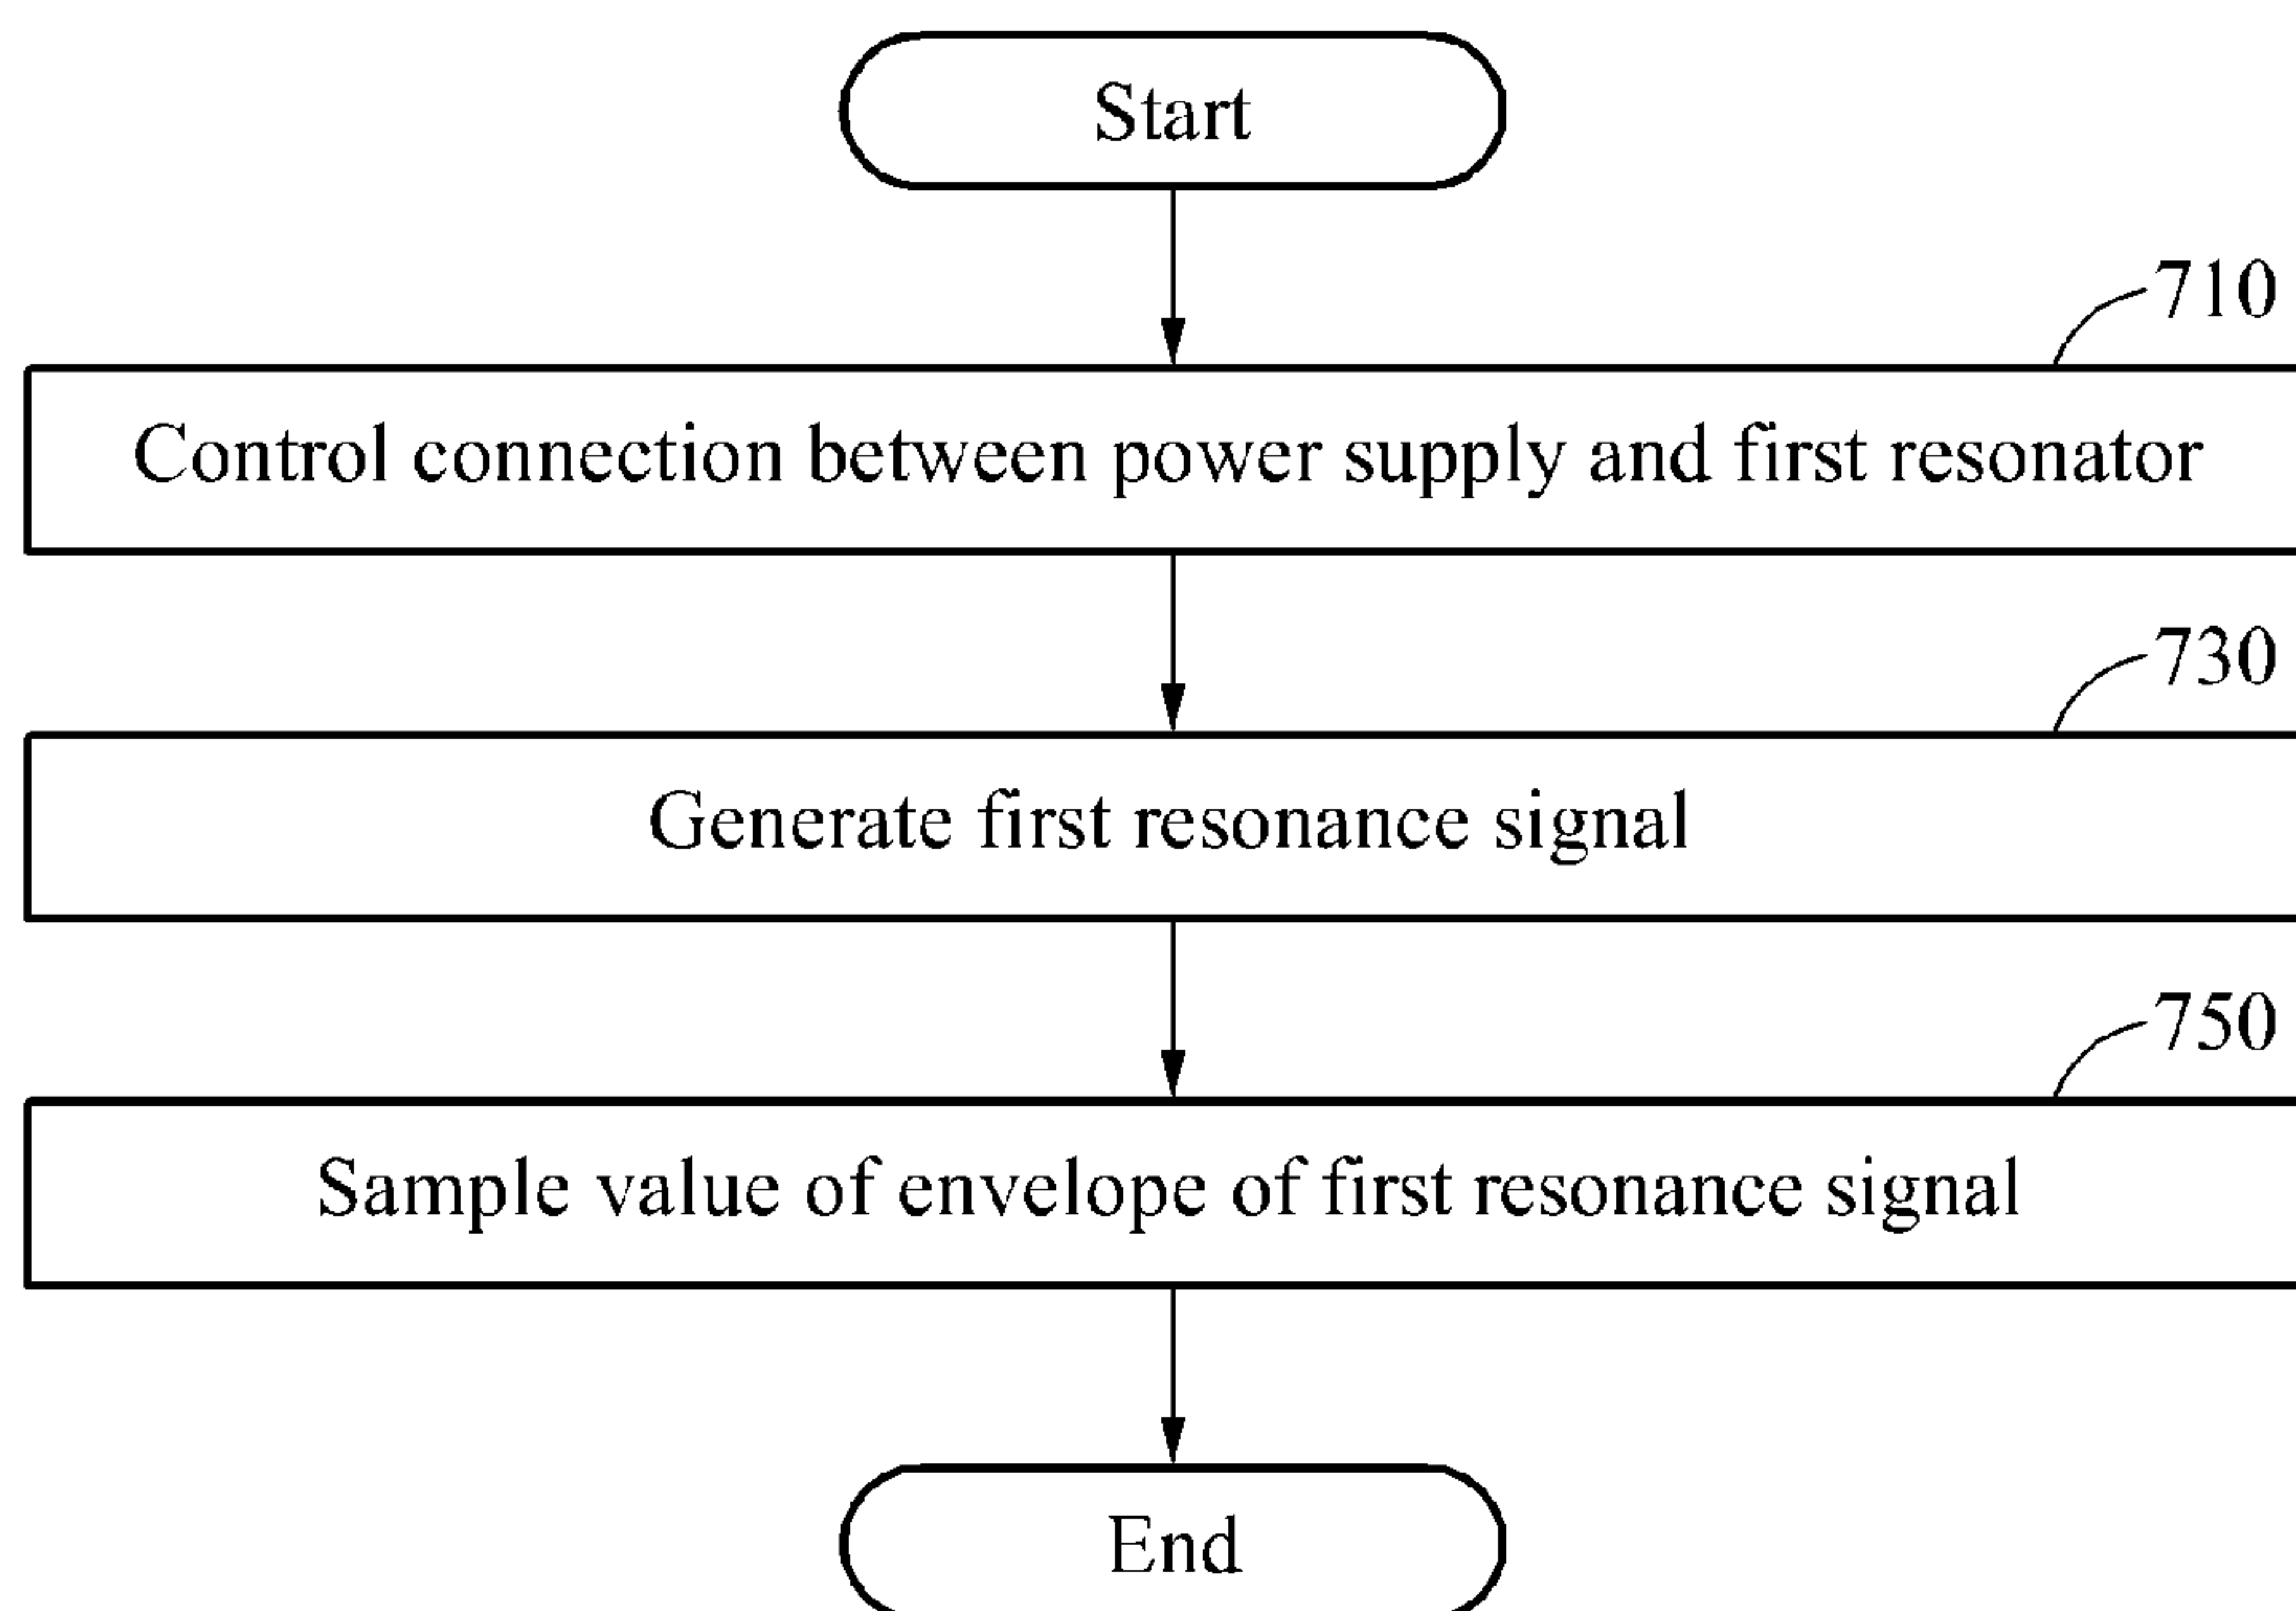 Start
710
Control connection between power supply and first resonator
730
Generate first resonance signal
750
Sample value of envelope of first resonance signal
End